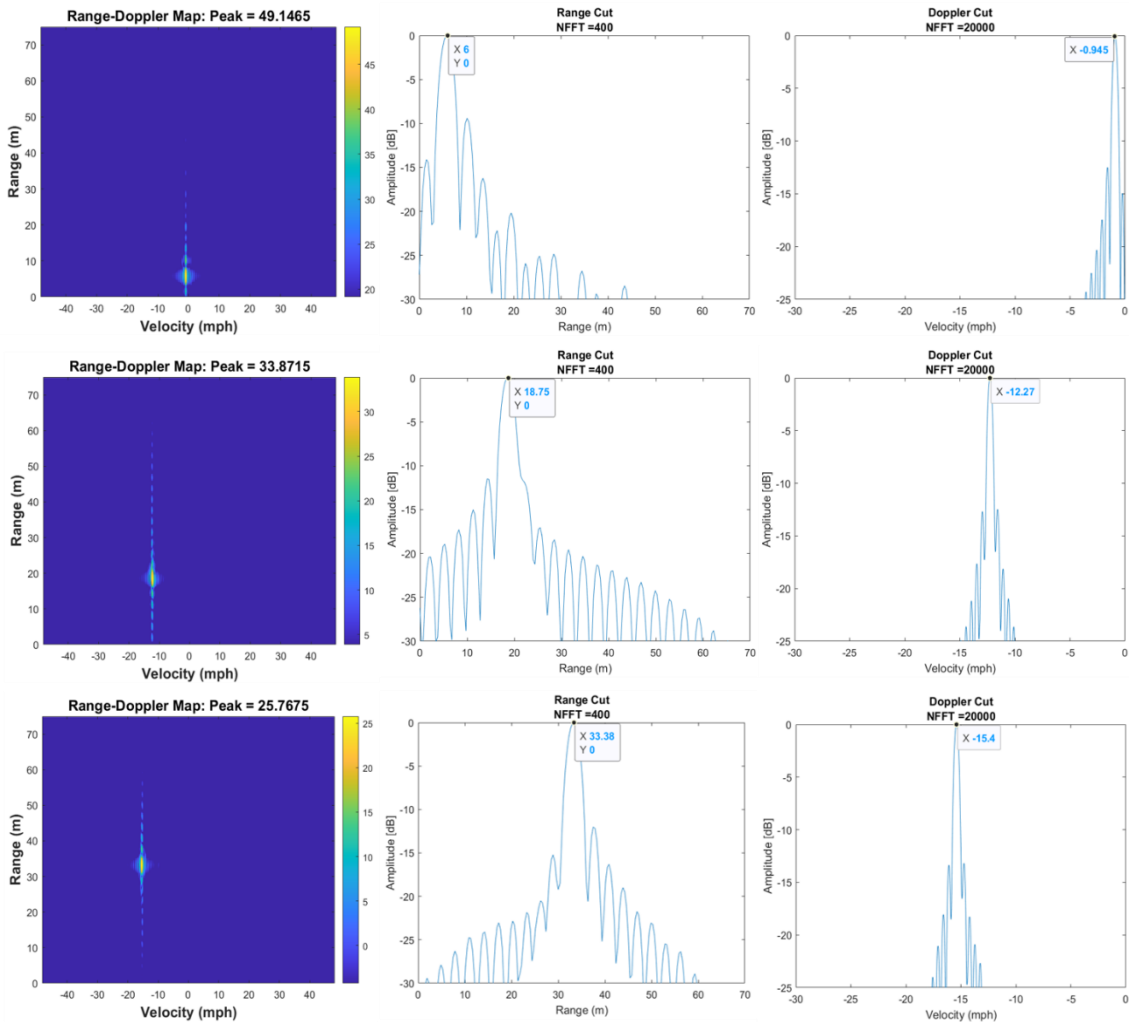 Range-Doppler Map: Peak = 49.1465
Range (m)
70
60
50
40
30
20
10
0
-40 -30 -20 -10 0 10 20 30 40
Velocity (mph)
45
40
35
30
25
20
Range Cut
NFFT =400
Amplitude [dB]
0
-5
-10
-15
-20
-25
-30
X 6
Y 0
0 10 20 30 40 50 60 70
Range (m)
Doppler Cut
NFFT =20000
Amplitude [dB]
0
-5
-10
-15
-20
-25
X -0.945
-30 -25 -20 -15 -10 -5 0
Velocity (mph)
Range-Doppler Map: Peak = 33.8715
Range (m)
70
60
50
40
30
20
10
0
-40 -30 -20 -10 0 10 20 30 40
Velocity (mph)
30
25
20
15
10
5
Range Cut
NFFT =400
Amplitude [dB]
0
-5
-10
-15
-20
-25
-30
X 18.75
Y 0
0 10 20 30 40 50 60 70
Range (m)
Doppler Cut
NFFT =20000
Amplitude [dB]
0
-5
-10
-15
-20
-25
X -12.27
-30 -25 -20 -15 -10 -5 0
Velocity (mph)
Range-Doppler Map: Peak = 25.7675
Range (m)
70
60
50
40
30
20
10
0
-40 -30 -20 -10 0 10 20 30 40
Velocity (mph)
25
20
15
10
5
0
Range Cut
NFFT =400
Amplitude [dB]
0
-5
-10
-15
-20
-25
-30
X 33.38
Y 0
0 10 20 30 40 50 60 70
Range (m)
Doppler Cut
NFFT =20000
Amplitude [dB]
0
-5
-10
-15
-20
-25
X -15.4
-30 -25 -20 -15 -10 -5 0
Velocity (mph)